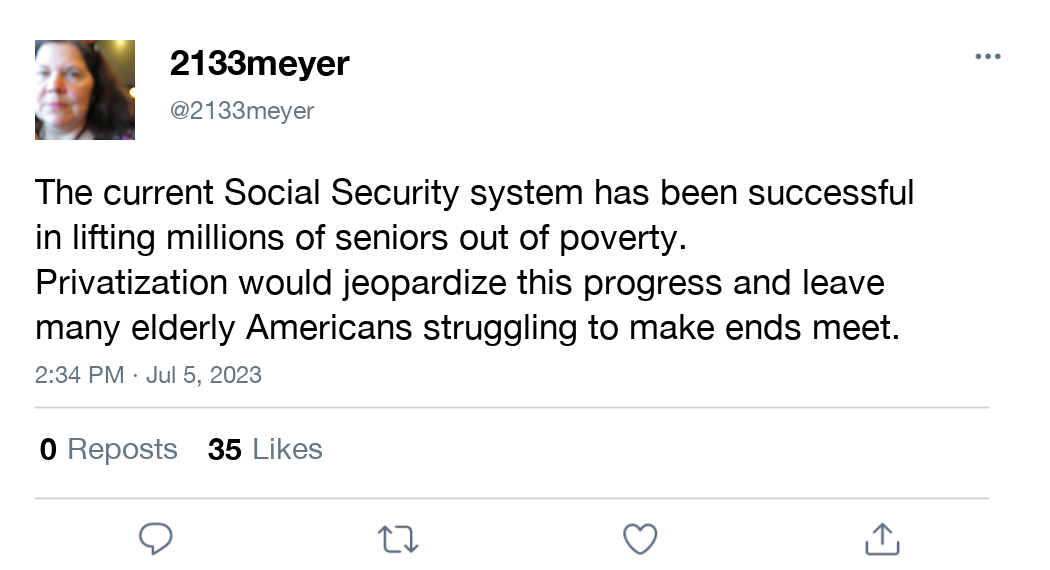 2133meyer
@2133meyer
The current Social Security system has been successful
in lifting millions of seniors out of poverty.
Privatization would jeopardize this progress and leave
many elderly Americans struggling to make ends meet.
2:34 PM · Jul 5, 2023
0 Reposts 35 Likes